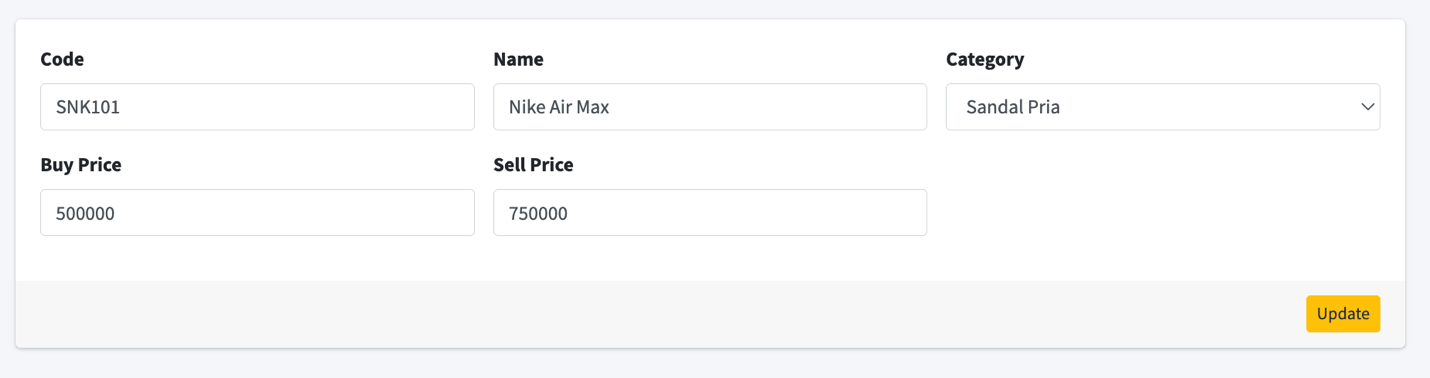 Code Name Category
SNK101 Nike Air Max Sandal Pria
Buy Price Sell Price
500000 750000
Update